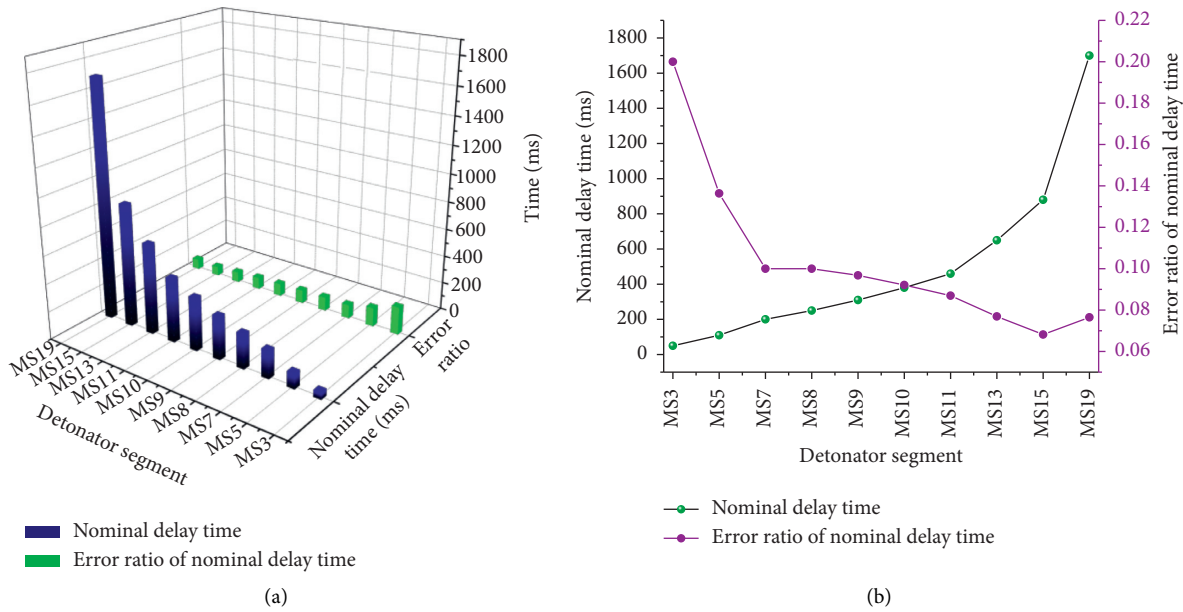 1800
1600
1400
1200
1000
800
600
400
200
0
Time (ms)
MS19
MS15
MS13
MS11
MS10
MS9
MS8
MS7
MS5
MS3
Detonator segment
Nominal delay
time (ms)
Error
ratio
Nominal delay time
Error ratio of nominal delay time
(a)
1800
1600
1400
1200
1000
800
600
400
200
0
Nominal delay time (ms)
0.22
0.20
0.18
0.16
0.14
0.12
0.10
0.08
0.06
Error ratio of nominal delay time
MS3
MS5
MS7
MS8
MS9
MS10
MS11
MS13
MS15
MS19
Detonator segment
Nominal delay time
Error ratio of nominal delay time
(b)